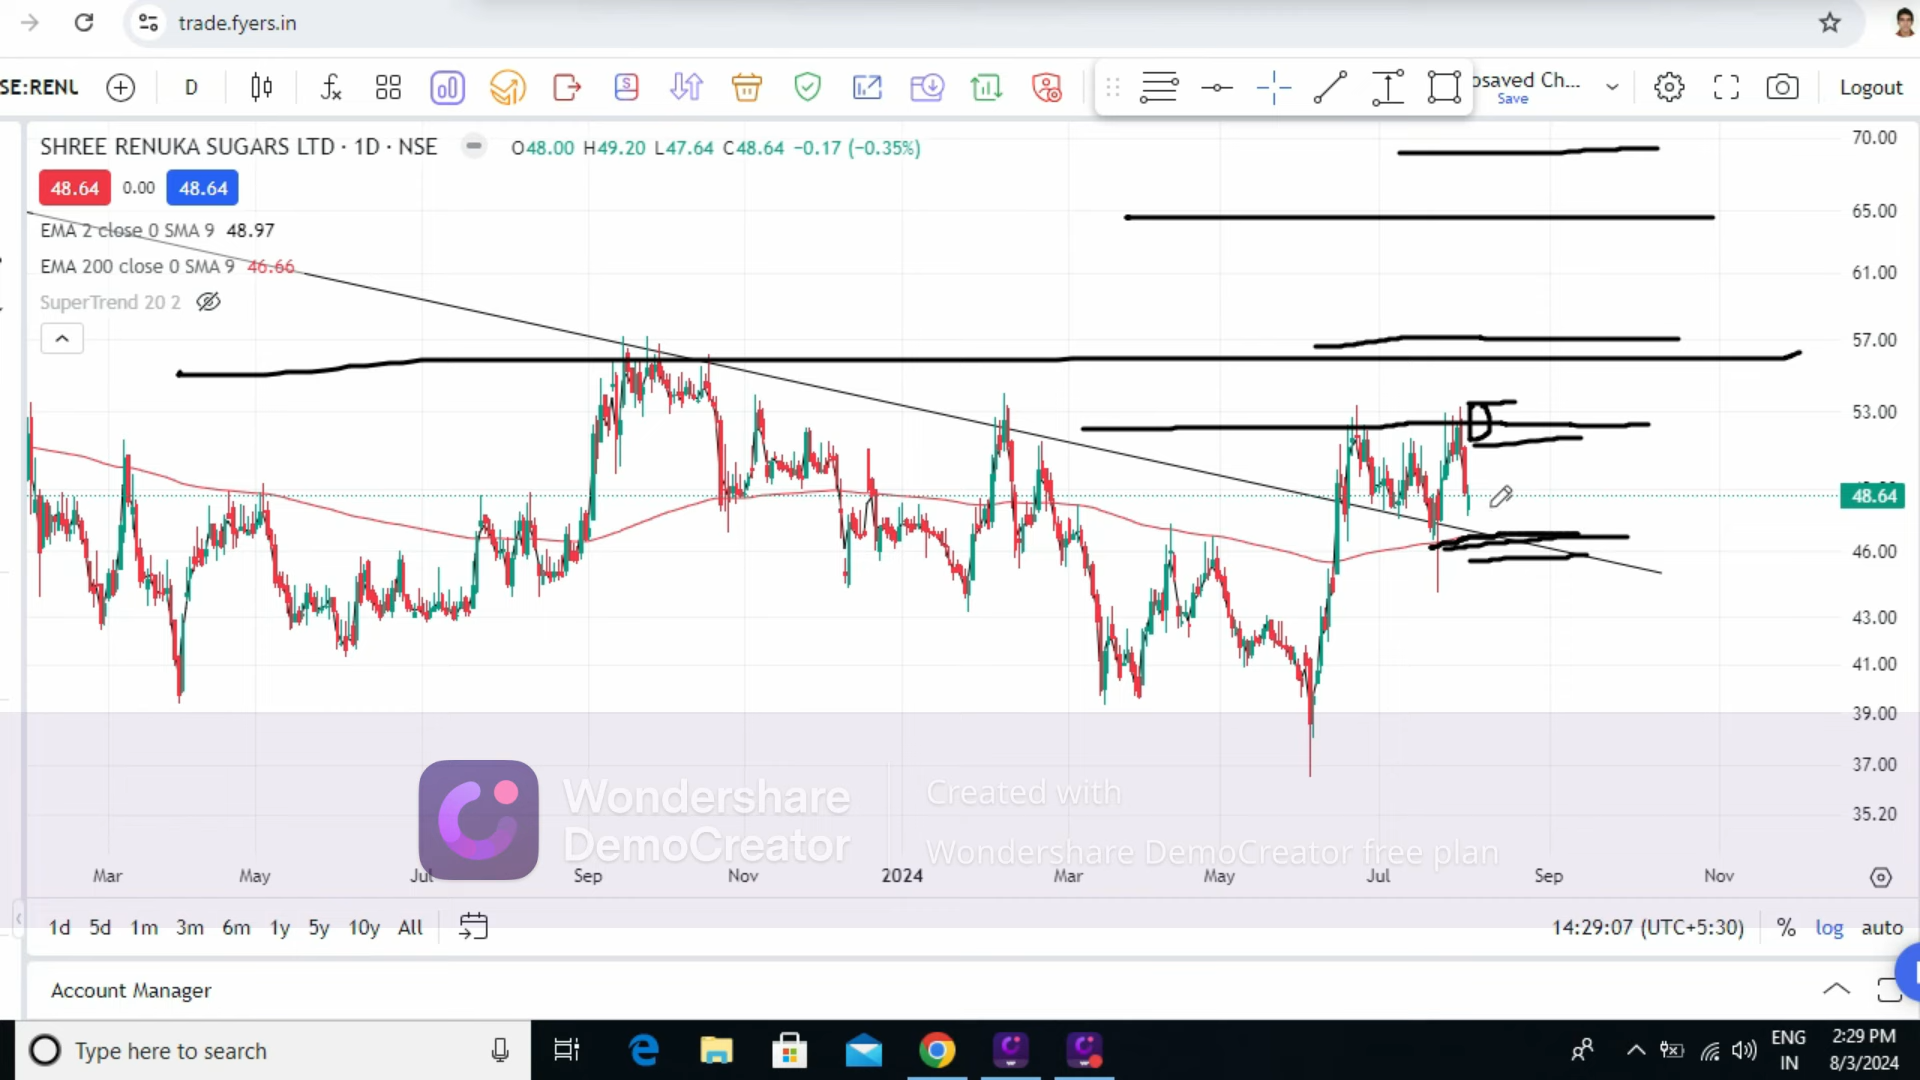 trade.fyers.in
SE:RENU
D
Ch...
Save
Logout
SHREE RENUKA SUGARS LTD · 1D · NSE
O48.00 H49.20 L47.64 C48.64 −0.17 (−0.35%)
48.64 0.00 48.64
EMA 2 close 0 SMA 9 48.97
EMA 200 close 0 SMA 9 46.66
SuperTrend 20 2
70.00
65.00
61.00
57.00
53.00
48.64
46.00
43.00
41.00
39.00
37.00
35.20
Wondershare
DemoCreator
Created with
Wondershare DemoCreator free plan
Mar May Jul Sep Nov 2024 Mar May Jul Sep Nov
1d 5d 1m 3m 6m 1y 5y 10y All
14:29:07 (UTC+5:30) % log auto
Account Manager
Type here to search
ENG
IN
2:29 PM
8/3/2024